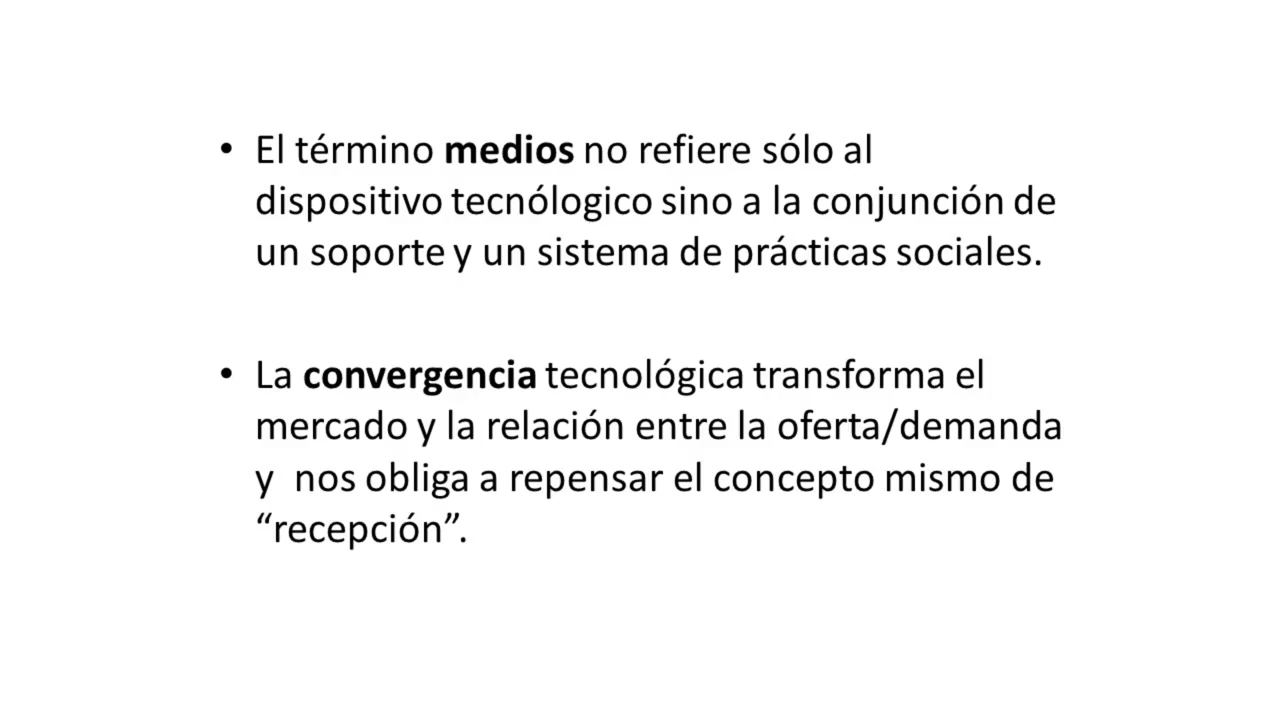 • El término medios no refiere sólo al
dispositivo tecnólogico sino a la conjunción de
un soporte y un sistema de prácticas sociales.
• La convergencia tecnológica transforma el
mercado y la relación entre la oferta/demanda
y  nos obliga a repensar el concepto mismo de
“recepción”.